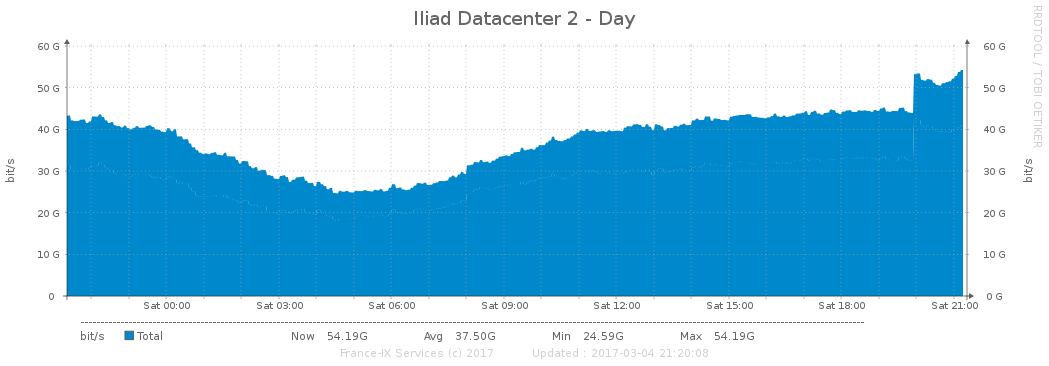 Iliad Datacenter 2 - Day
RRDTOOL / TOBI OETIKER
60 G 60 G
50 G 50 G
40 G 40 G
30 G 30 G
20 G 20 G
10 G 10 G
0 0 G
bit/s bit/s
Sat 00:00 Sat 03:00 Sat 06:00 Sat 09:00 Sat 12:00 Sat 15:00 Sat 18:00 Sat 21:00
bit/s Total Now 54.19G Avg 37.50G Min 24.59G Max 54.19G
France-IX Services (c) 2017 Updated : 2017-03-04 21:20:08